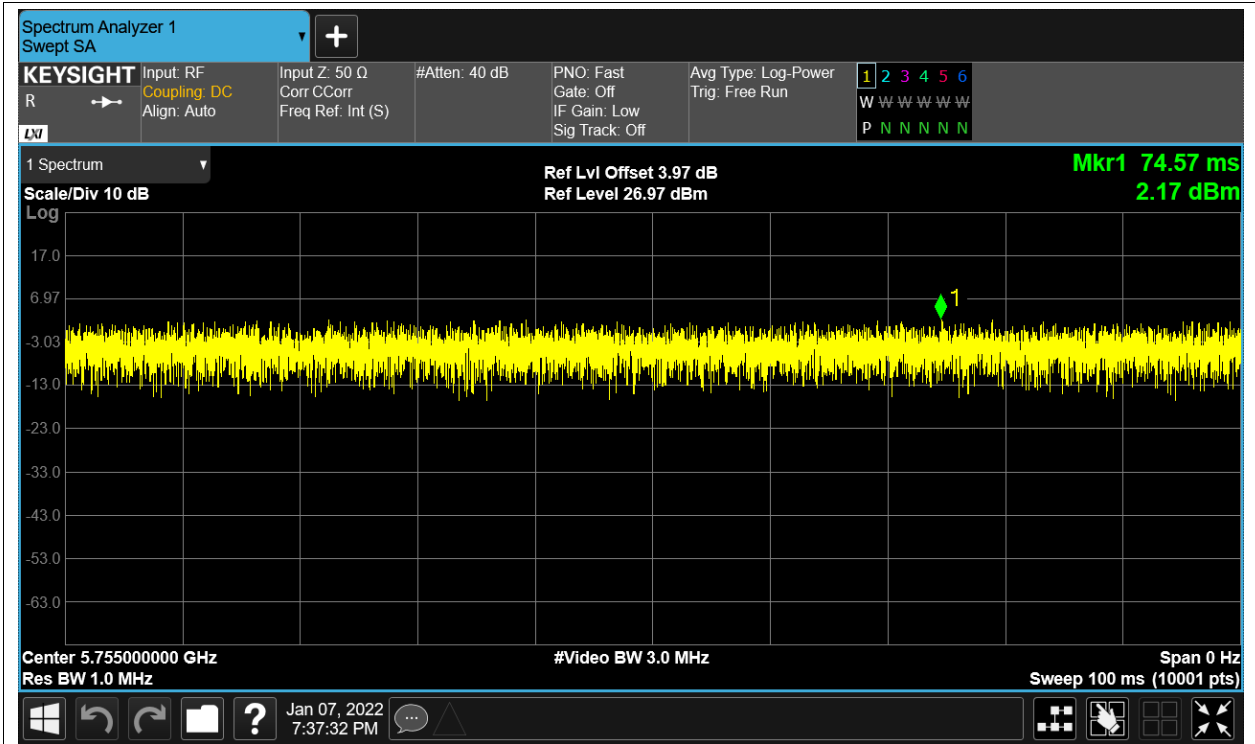 Spectrum Analyzer 1
Swept SA
+
KEYSIGHT
R
LXI
Input: RF
Coupling: DC
Align: Auto
Input Z: 50 Ω
Corr CCorr
Freq Ref: Int (S)
#Atten: 40 dB
PNO: Fast
Gate: Off
IF Gain: Low
Sig Track: Off
Avg Type: Log-Power
Trig: Free Run
1 2 3 4 5 6
W W W W W W
P N N N N N
1 Spectrum
Scale/Div 10 dB
Ref Lvl Offset 3.97 dB
Ref Level 26.97 dBm
Mkr1 74.57 ms
2.17 dBm
Log
17.0
6.97
-3.03
-13.0
-23.0
-33.0
-43.0
-53.0
-63.0
1
Center 5.755000000 GHz
Res BW 1.0 MHz
#Video BW 3.0 MHz
Span 0 Hz
Sweep 100 ms (10001 pts)
?
Jan 07, 2022
7:37:32 PM